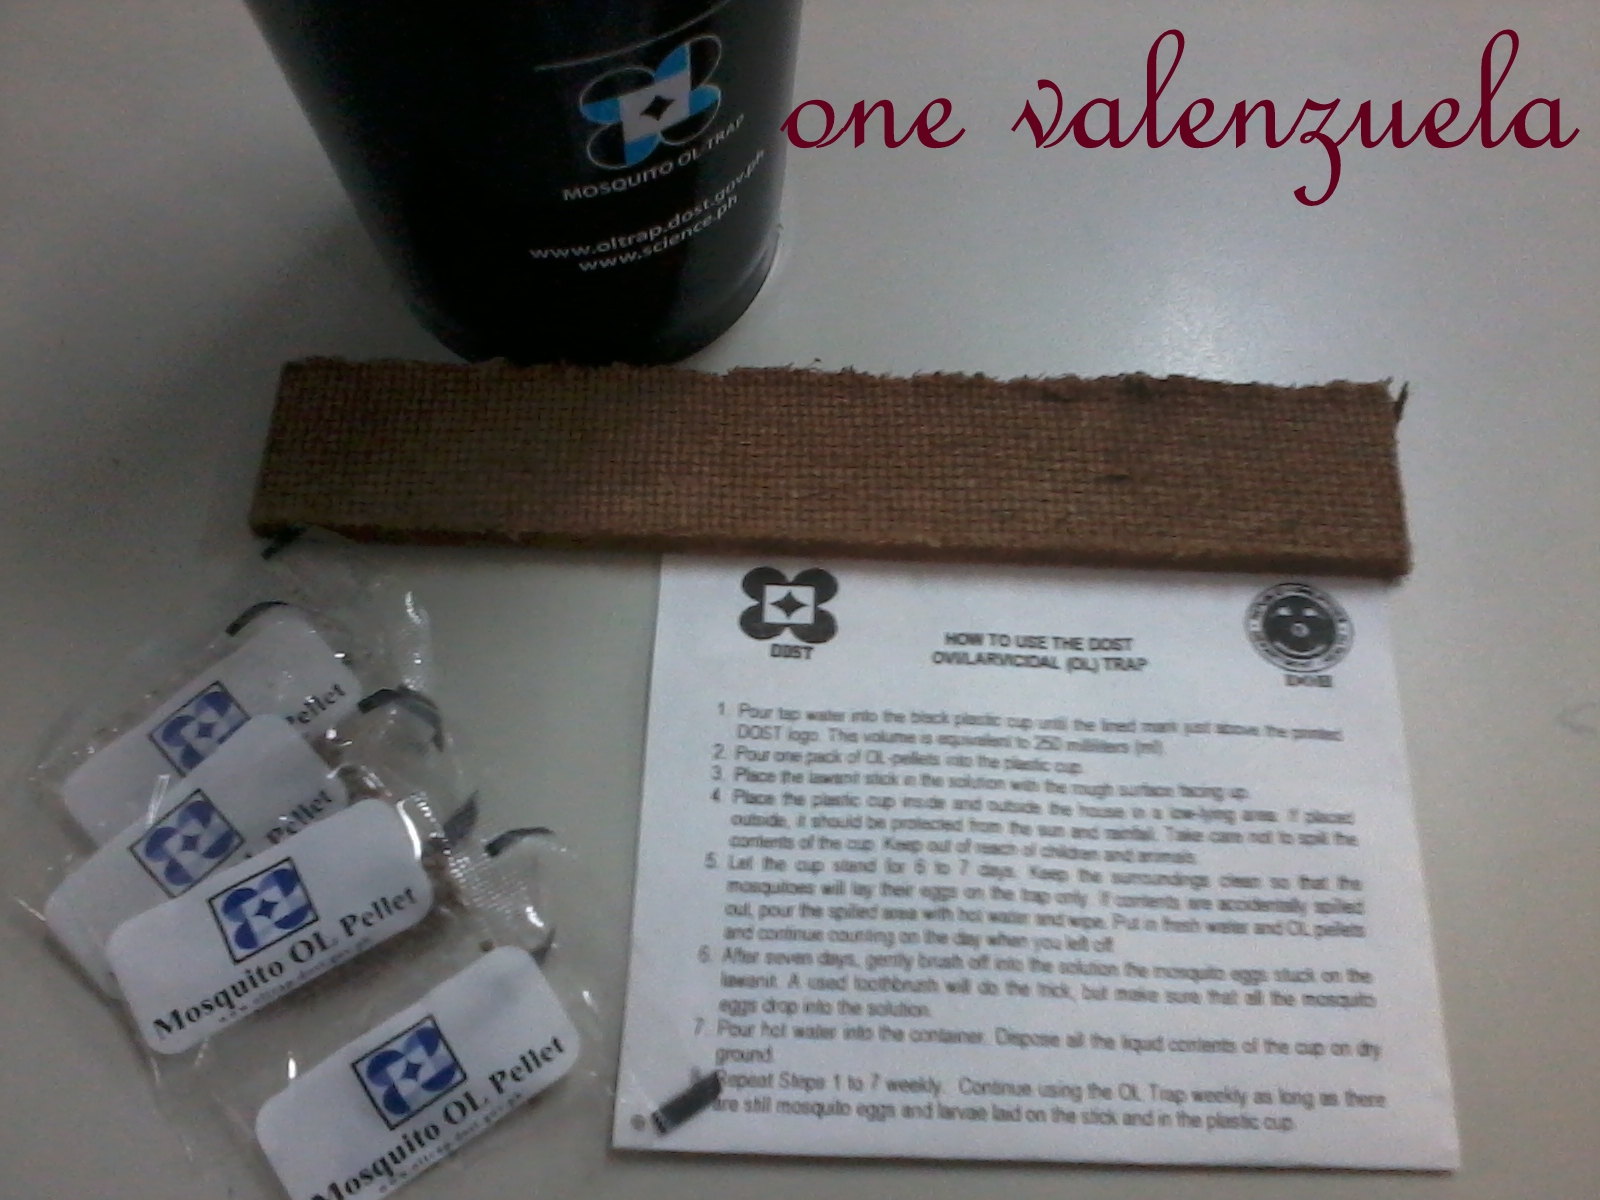 one valenzuela
MOSQUITO OL TRAP
www.oltrap.dost.gov.ph
www.science.ph
DOST
HOW TO USE THE DOST
OVI/LARVICIDAL (OL) TRAP
DOH
1. Pour tap water into the black plastic cup until the lined mark just above the printed
DOST logo. This volume is equivalent to 250 milliliters (ml)
2. Pour one pack of OL-pellets into the plastic cup.
3. Place the lawanit stick in the solution with the rough surface facing up.
4. Place the plastic cup inside and outside the house in a low-lying area. If placed
outside, it should be protected from the sun and rainfall. Take care not to spill the
contents of the cup. Keep out of reach of children and animals.
5. Let the cup stand for 6 to 7 days. Keep the surroundings clean so that the
mosquitoes will lay their eggs on the trap only. If contents are accidentally spilled
out, pour the spilled area with hot water and wipe. Put in fresh water and OL pellets
and continue counting on the day when you left off.
6. After seven days, gently brush off into the solution the mosquito eggs stuck on the
lawanit. A used toothbrush will do the trick, but make sure that all the mosquito
eggs drop into the solution.
7. Pour hot water into the container. Dispose all the liquid contents of the cup on dry
ground.
Repeat Steps 1 to 7 weekly. Continue using the OL Trap weekly as long as there
are still mosquito eggs and larvae laid on the stick and in the plastic cup.
Pellet
Pellet
Mosquito OL Pellet
www.oltrap.dost.gov.ph
Mosquito OL Pellet
www.oltrap.dost.gov.ph